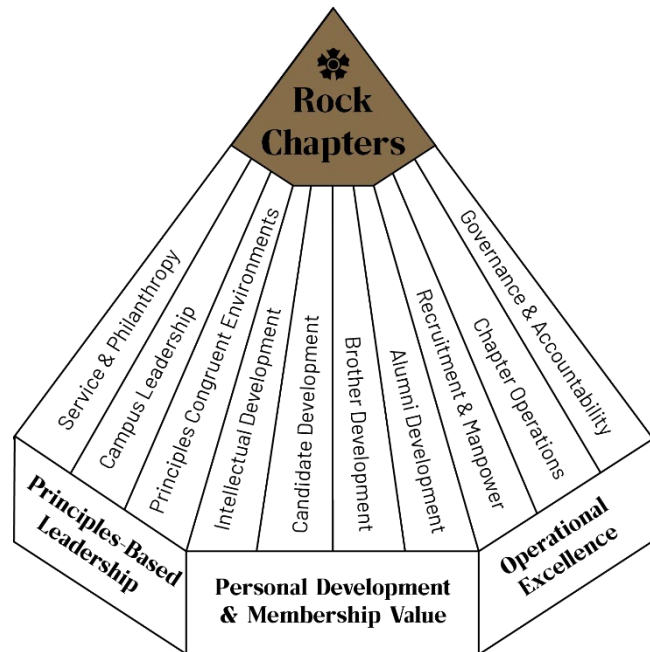 Rock
Chapters
Service & Philanthropy
Campus Leadership
Principles Congruent Environments
Intellectual Development
Candidate Development
Brother Development
Alumni Development
Recruitment & Manpower
Chapter Operations
Governance & Accountability
Principles-Based
Leadership
Personal Development
& Membership Value
Operational
Excellence